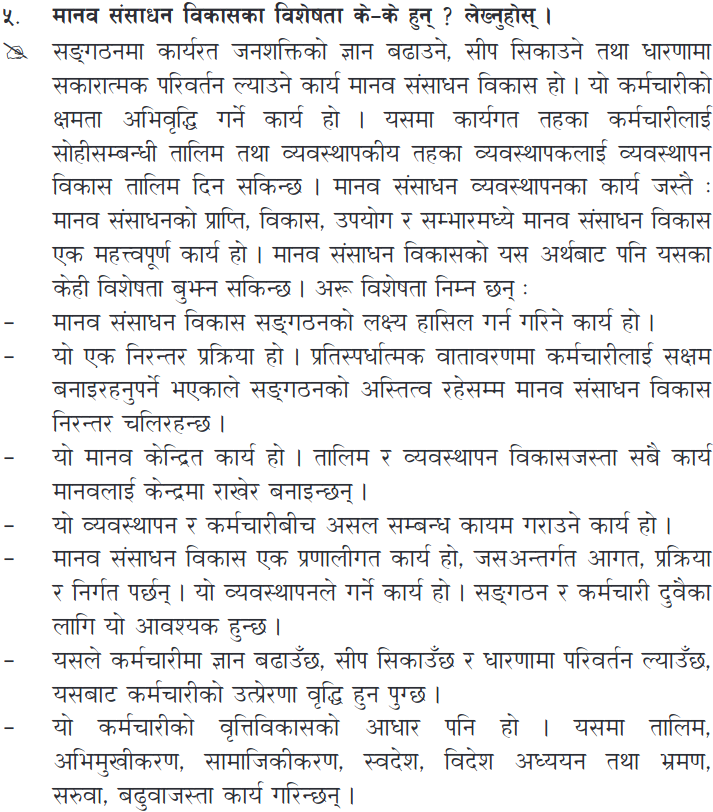 ५. मानव संसाधन विकासका विशेषता के-के हुन् ? लेख्नुहोस् ।
सङ्गठनमा कार्यरत जनशक्तिको ज्ञान बढाउने, सीप सिकाउने तथा धारणामा
सकारात्मक परिवर्तन ल्याउने कार्य मानव संसाधन विकास हो । यो कर्मचारीको
क्षमता अभिवृद्धि गर्ने कार्य हो । यसमा कार्यगत तहका कर्मचारीलाई
सोहीसम्बन्धी तालिम तथा व्यवस्थापकीय तहका व्यवस्थापकलाई व्यवस्थापन
विकास तालिम दिन सकिन्छ । मानव संसाधन व्यवस्थापनका कार्य जस्तै :
मानव संसाधनको प्राप्ति, विकास, उपयोग र सम्भारमध्ये मानव संसाधन विकास
एक महत्त्वपूर्ण कार्य हो । मानव संसाधन विकासको यस अर्थबाट पनि यसका
केही विशेषता बुझ्न सकिन्छ । अरू विशेषता निम्न छन् :
- मानव संसाधन विकास सङ्गठनको लक्ष्य हासिल गर्न गरिने कार्य हो ।
- यो एक निरन्तर प्रक्रिया हो । प्रतिस्पर्धात्मक वातावरणमा कर्मचारीलाई सक्षम
बनाइरहनुपर्ने भएकाले सङ्गठनको अस्तित्व रहेसम्म मानव संसाधन विकास
निरन्तर चलिरहन्छ ।
- यो मानव केन्द्रित कार्य हो । तालिम र व्यवस्थापन विकासजस्ता सबै कार्य
मानवलाई केन्द्रमा राखेर बनाइन्छन् ।
- यो व्यवस्थापन र कर्मचारीबीच असल सम्बन्ध कायम गराउने कार्य हो ।
- मानव संसाधन विकास एक प्रणालीगत कार्य हो, जसअन्तर्गत आगत, प्रक्रिया
र निर्गत पर्छन् । यो व्यवस्थापनले गर्ने कार्य हो । सङ्गठन र कर्मचारी दुवैका
लागि यो आवश्यक हुन्छ ।
- यसले कर्मचारीमा ज्ञान बढाउँछ, सीप सिकाउँछ र धारणामा परिवर्तन ल्याउँछ,
यसबाट कर्मचारीको उत्प्रेरणा वृद्धि हुन पुग्छ ।
- यो कर्मचारीको वृत्तिविकासको आधार पनि हो । यसमा तालिम,
अभिमुखीकरण, सामाजिकीकरण, स्वदेश, विदेश अध्ययन तथा भ्रमण,
सरुवा, बढुवाजस्ता कार्य गरिन्छन् ।